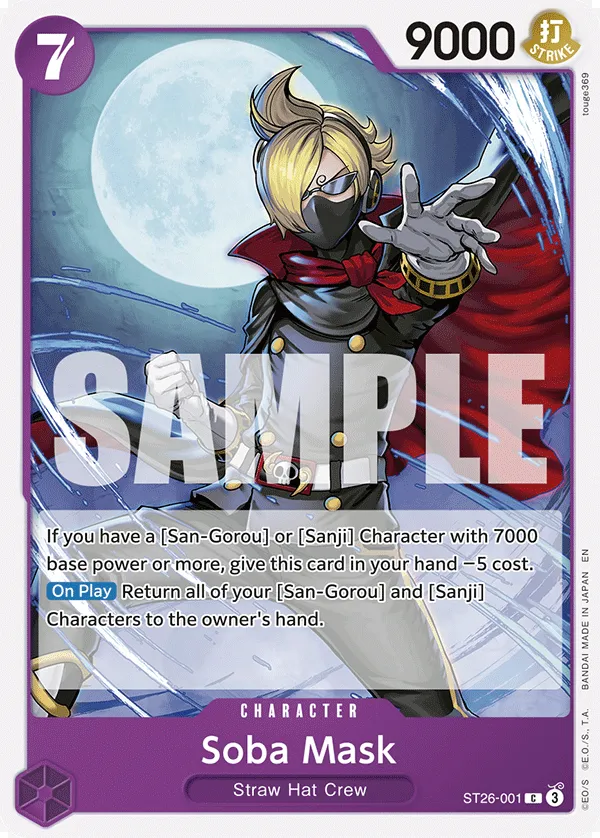 7
9000
打
STRIKE
touge369
SAMPLE
If you have a [San-Gorou] or [Sanji] Character with 7000
base power or more, give this card in your hand −5 cost.
On Play Return all of your [San-Gorou] and [Sanji]
Characters to the owner's hand.
CHARACTER
Soba Mask
Straw Hat Crew
ST26-001 C 3
©E.O/S ©E.O./S., T.A. BANDAI MADE IN JAPAN EN